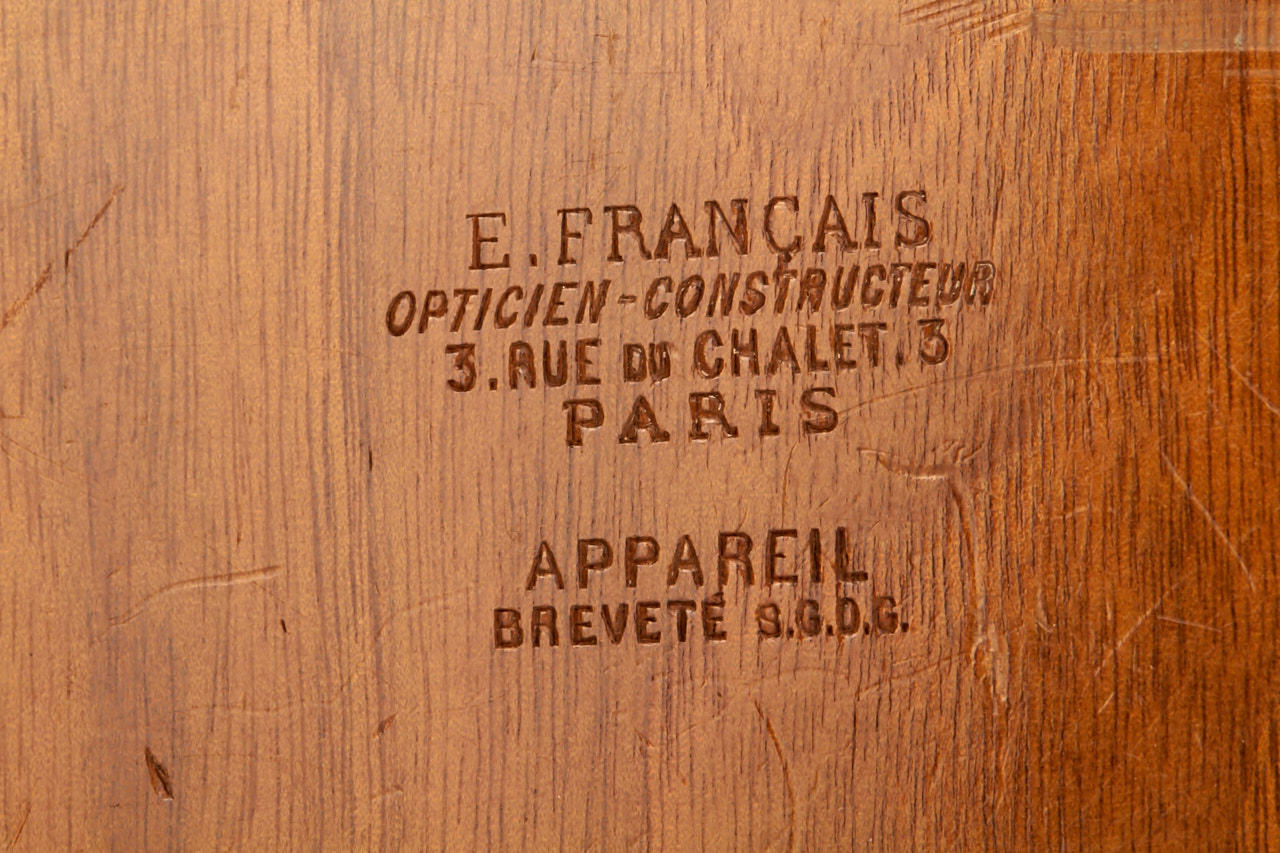 E. FRANÇAIS
OPTICIEN-CONSTRUCTEUR
3. RUE DU CHALET. 3
PARIS
APPAREIL
BREVETÉ S.G.D.G.